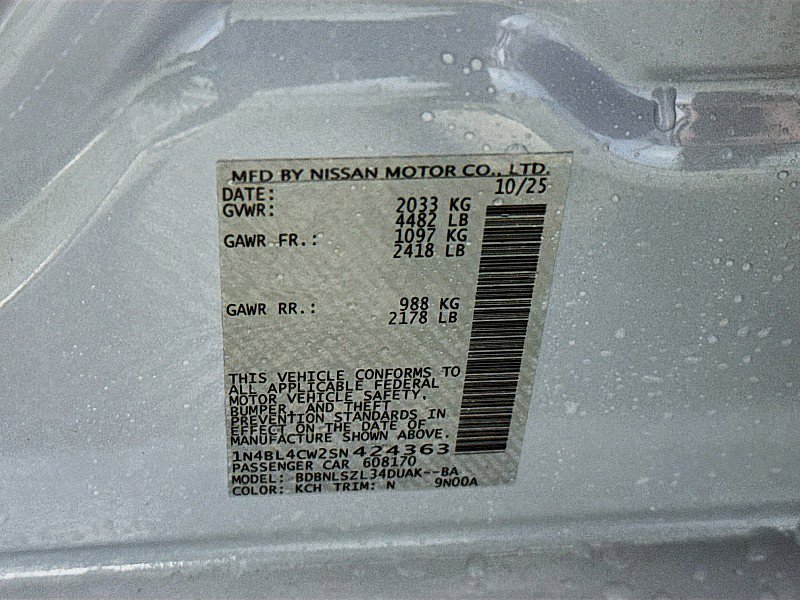 MFD BY NISSAN MOTOR CO., LTD.
DATE: 10/25
GVWR: 2033 KG
4482 LB
GAWR FR.: 1097 KG
2418 LB
GAWR RR.: 988 KG
2178 LB
THIS VEHICLE CONFORMS TO
ALL APPLICABLE FEDERAL
MOTOR VEHICLE SAFETY,
BUMPER, AND THEFT
PREVENTION STANDARDS IN
EFFECT ON THE DATE OF
MANUFACTURE SHOWN ABOVE.
1N4BL4CW2SN424363
PASSENGER CAR 608170
MODEL: BDBNLSZL34DUAK--BA
COLOR: KCH TRIM: N 9N00A